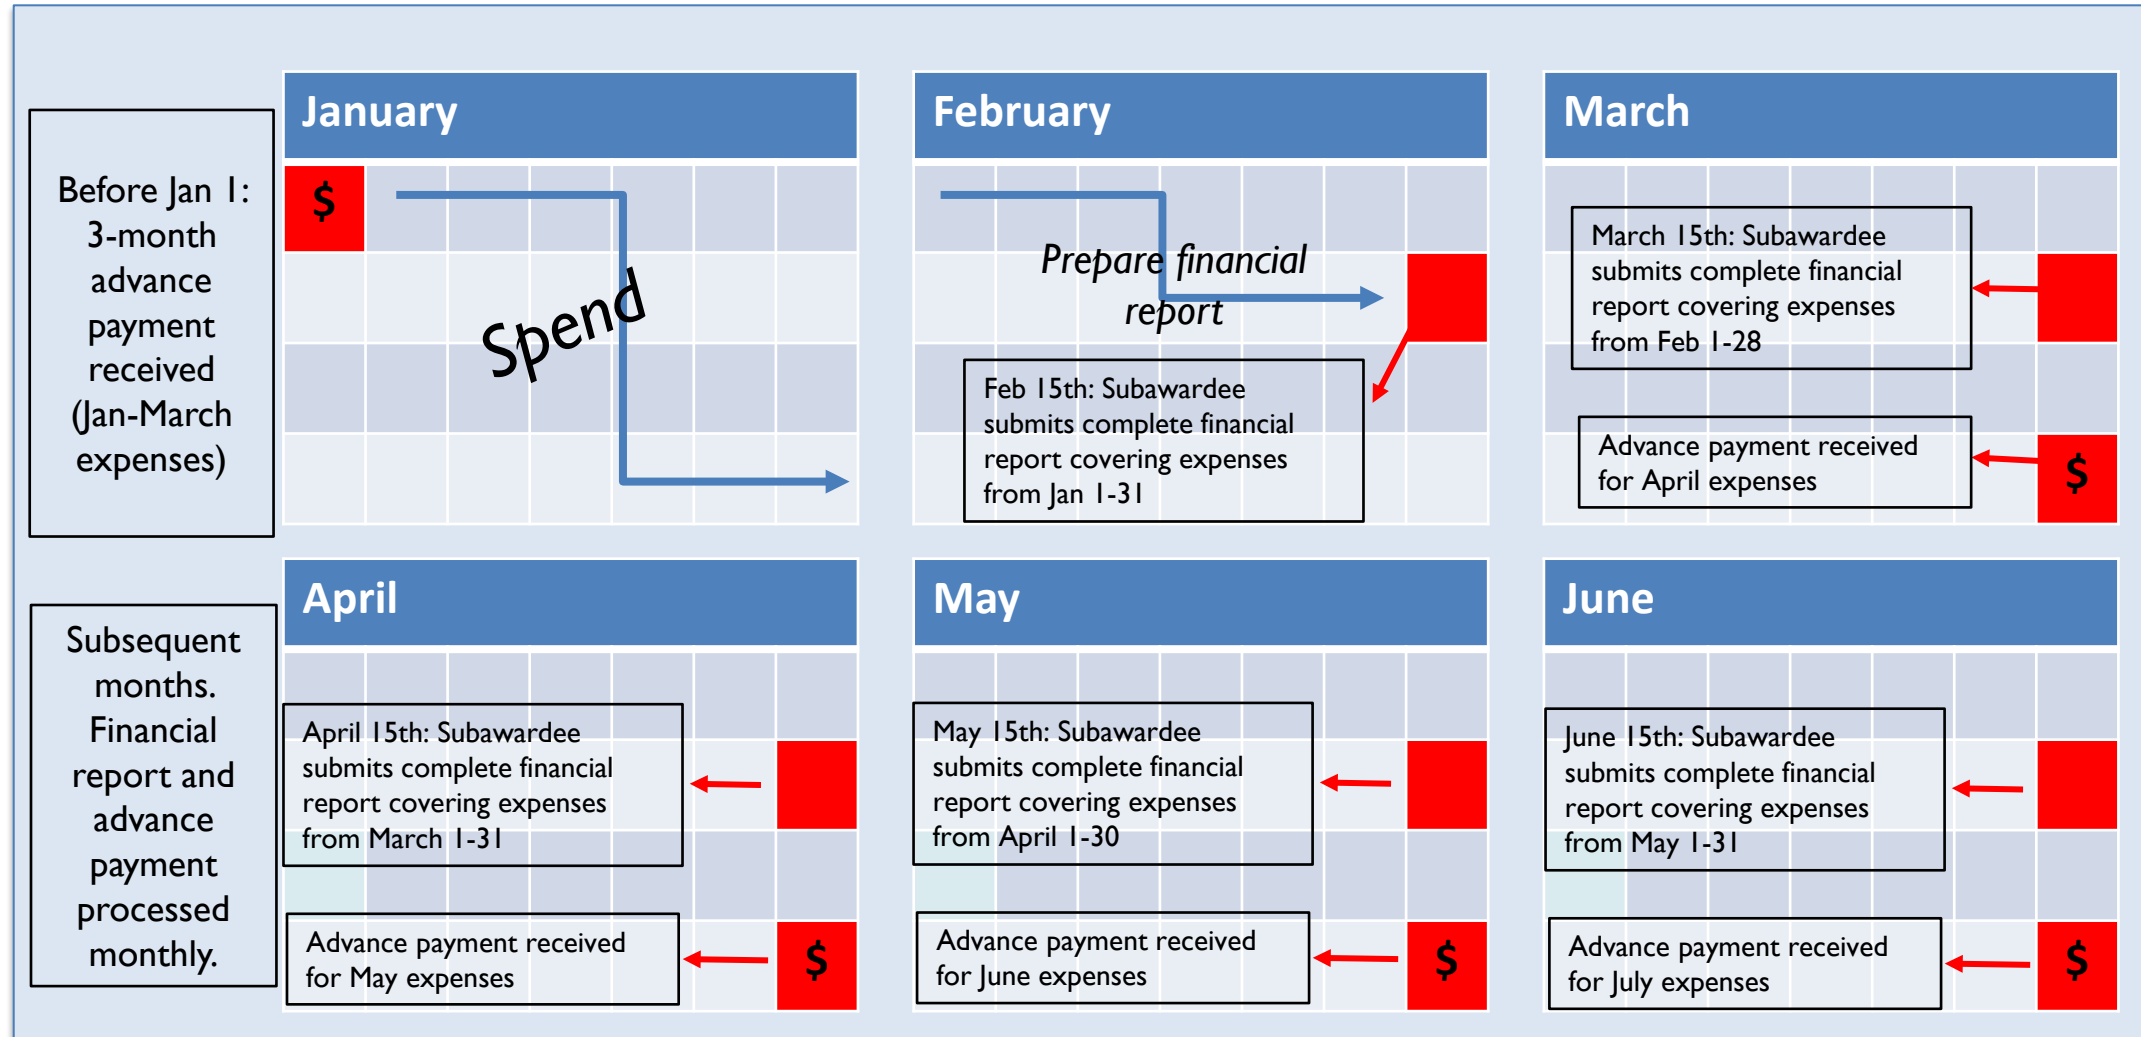 Before Jan 1:
3-month
advance
payment
received
(Jan-March
expenses)
January
$
Spend
February
Prepare financial
report
Feb 15th: Subawardee
submits complete financial
report covering expenses
from Jan 1-31
March
March 15th: Subawardee
submits complete financial
report covering expenses
from Feb 1-28
Advance payment received
for April expenses
$
Subsequent
months.
Financial
report and
advance
payment
processed
monthly.
April
April 15th: Subawardee
submits complete financial
report covering expenses
from March 1-31
Advance payment received
for May expenses
$
May
May 15th: Subawardee
submits complete financial
report covering expenses
from April 1-30
Advance payment received
for June expenses
$
June
June 15th: Subawardee
submits complete financial
report covering expenses
from May 1-31
Advance payment received
for July expenses
$